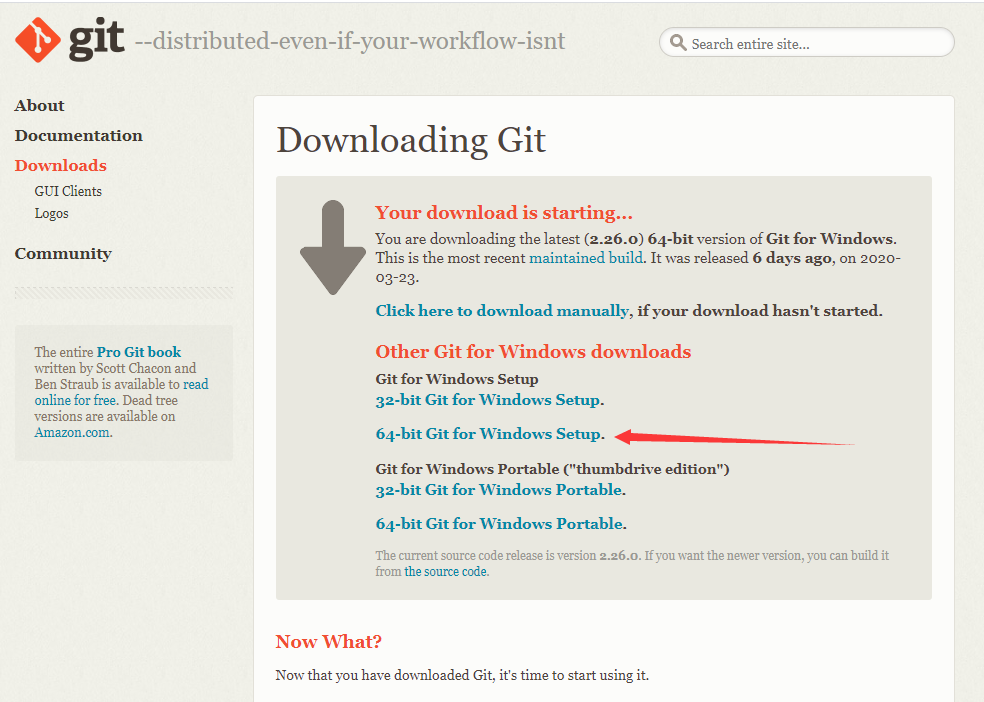 git --distributed-even-if-your-workflow-isnt
Search entire site...
About
Documentation
Downloads
GUI Clients
Logos
Community
The entire Pro Git book
written by Scott Chacon and
Ben Straub is available to read
online for free. Dead tree
versions are available on
Amazon.com.
Downloading Git
Your download is starting...
You are downloading the latest (2.26.0) 64-bit version of Git for Windows.
This is the most recent maintained build. It was released 6 days ago, on 2020-
03-23.
Click here to download manually, if your download hasn't started.
Other Git for Windows downloads
Git for Windows Setup
32-bit Git for Windows Setup.
64-bit Git for Windows Setup.
Git for Windows Portable ("thumbdrive edition")
32-bit Git for Windows Portable.
64-bit Git for Windows Portable.
The current source code release is version 2.26.0. If you want the newer version, you can build it
from the source code.
Now What?
Now that you have downloaded Git, it's time to start using it.